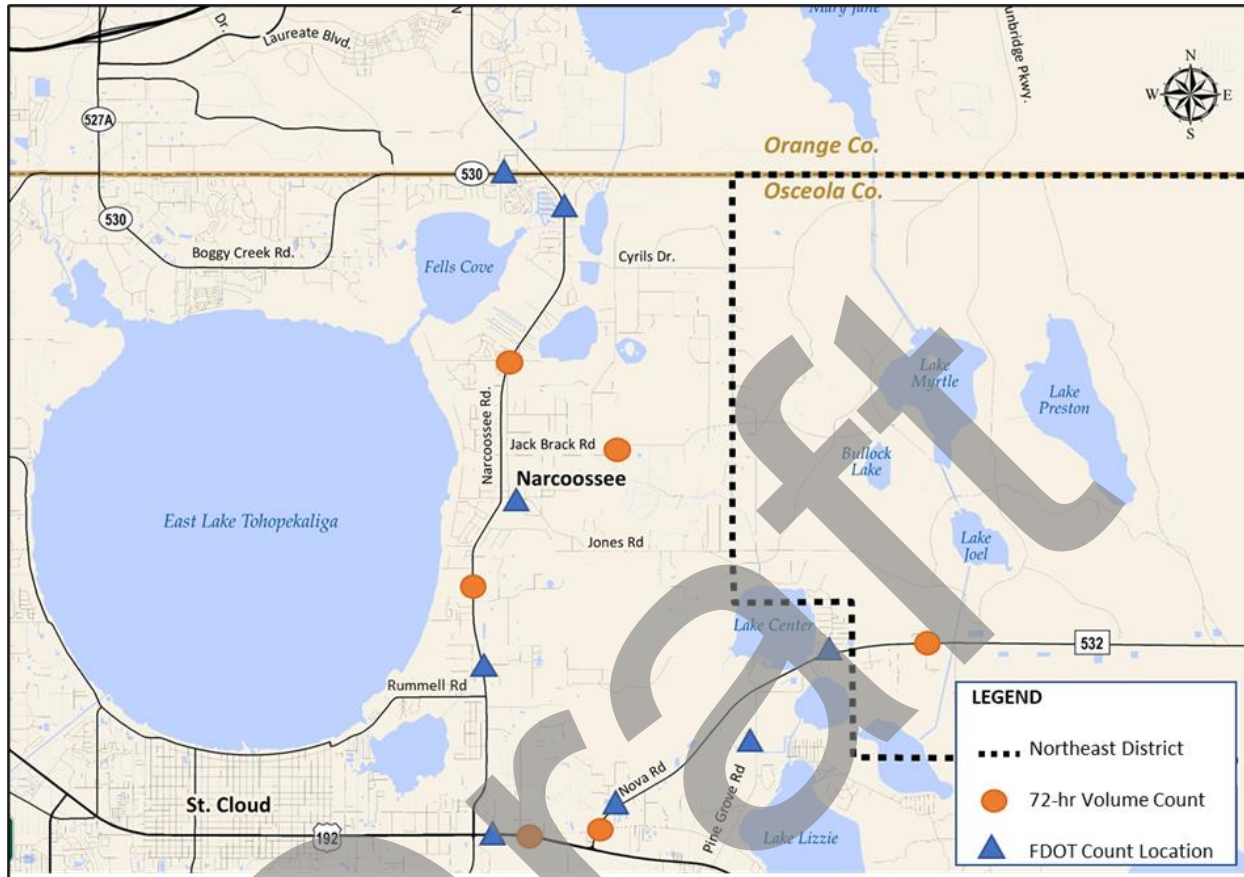 Mary Jane
Dr.
Laureate Blvd.
N
unbridge Pkwy.
N
W E
S
527A
Orange Co.
530
Osceola Co.
530
Boggy Creek Rd.
Cyrils Dr.
Fells Cove
Lake
Myrtle
Lake
Preston
Narcoossee Rd.
Jack Brack Rd
Bullock
Lake
Narcoossee
East Lake Tohopekaliga
Jones Rd
Lake
Joel
Lake Center
532
Rummell Rd
LEGEND
Northeast District
72-hr Volume Count
FDOT Count Location
Nova Rd
Pine Grove Rd
St. Cloud
192
Lake Lizzie
Draft